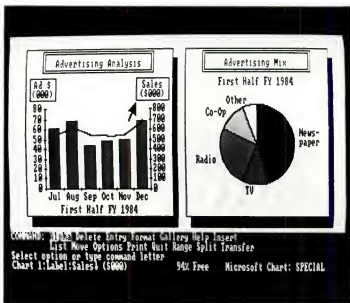 Advertising Analysis
Ad $
(000)
Sales
($000)
80
70
60
50
40
30
20
10
0
800
700
600
500
400
300
200
100
0
Jul Aug Sep Oct Nov Dec
First Half FY 1984
Advertising Mix
First Half FY 1984
Other
Co-Op
News-
paper
Radio
TV
COMMAND: Alpha Delete Entry Format Gallery Help Insert
List Move Options Print Quit Range Split Transfer
Select option or type command letter
Chart 1:Label:Sales↓ ($000) 94% Free Microsoft Chart: SPECIAL